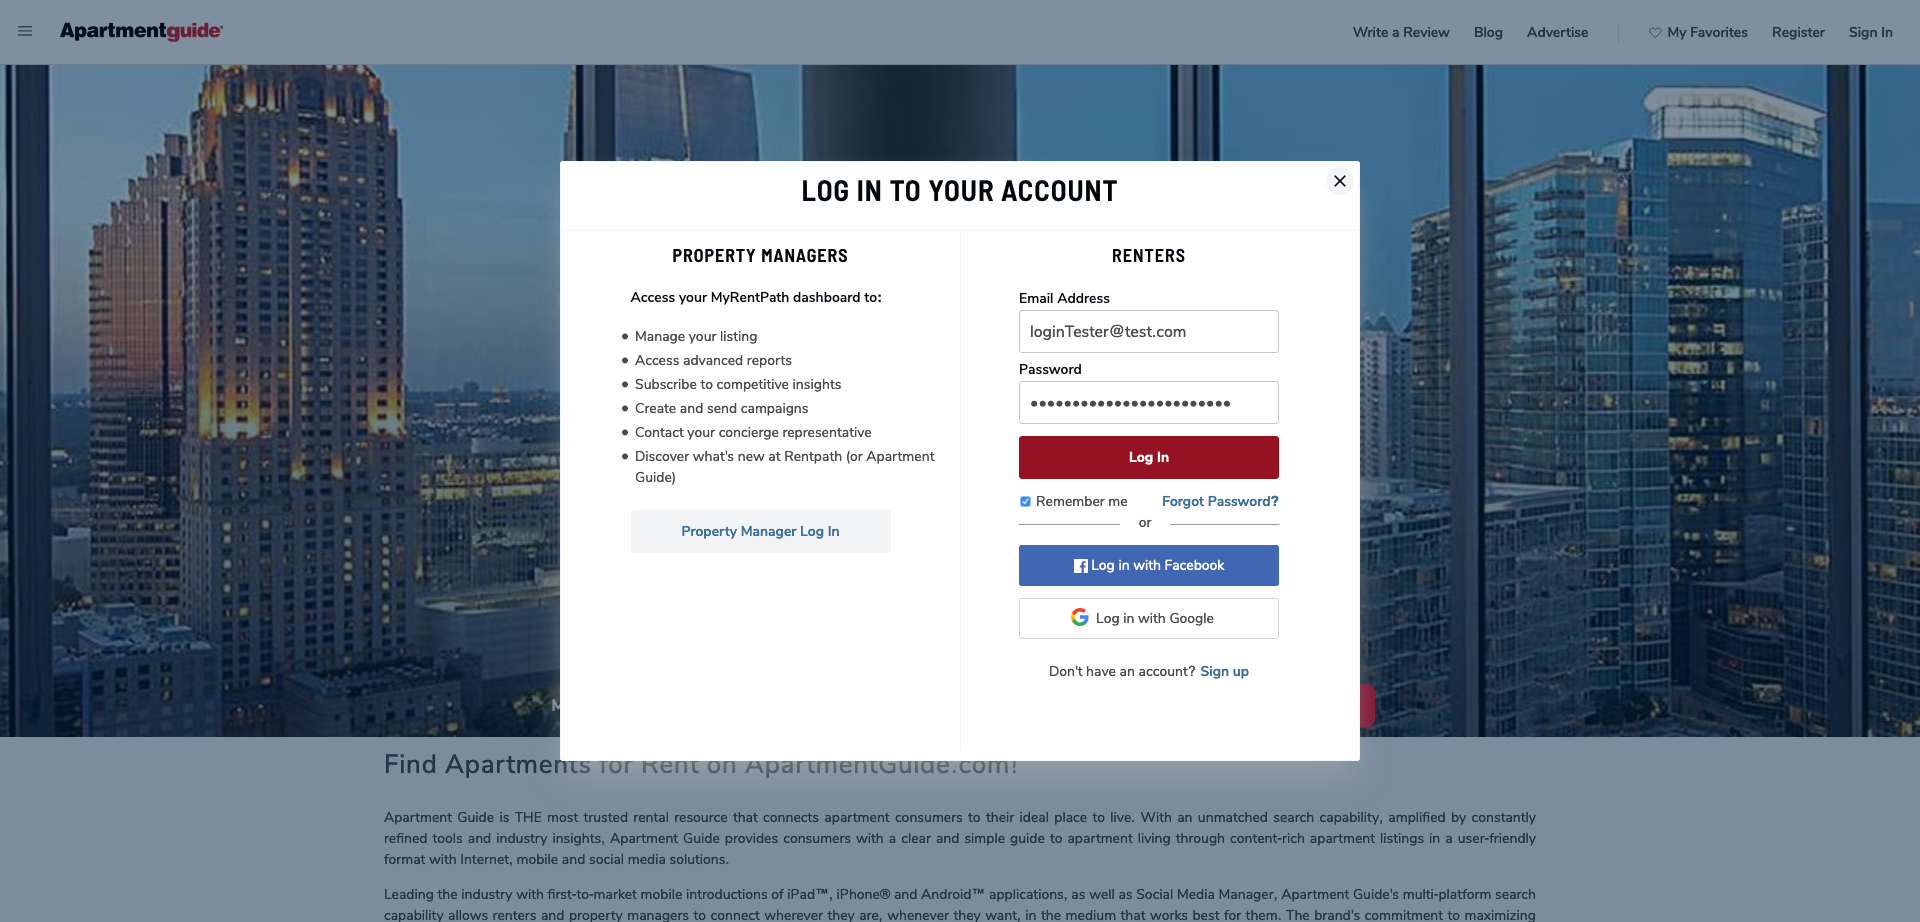 Apartmentguide
Write a Review
Blog
Advertise
My Favorites
Register
Sign In
LOG IN TO YOUR ACCOUNT
PROPERTY MANAGERS
Access your MyRentPath dashboard to:
• Manage your listing
• Access advanced reports
• Subscribe to competitive insights
• Create and send campaigns
• Contact your concierge representative
• Discover what's new at Rentpath (or Apartment
Guide)
Property Manager Log In
RENTERS
Email Address
loginTester@test.com
Password
••••••••••••••••••••••••
Log In
Remember me
Forgot Password?
or
Log in with Facebook
Log in with Google
Don't have an account? Sign up
Find Apartments for Rent on ApartmentGuide.com!
Apartment Guide is THE most trusted rental resource that connects apartment consumers to their ideal place to live. With an unmatched search capability, amplified by constantly
refined tools and industry insights, Apartment Guide provides consumers with a clear and simple guide to apartment living through content-rich apartment listings in a user-friendly
format with Internet, mobile and social media solutions.
Leading the industry with first-to-market mobile introductions of iPad™, iPhone® and Android™ applications, as well as Social Media Manager, Apartment Guide's multi-platform search
capability allows renters and property managers to connect wherever they are, whenever they want, in the medium that works best for them. The brand's commitment to maximizing